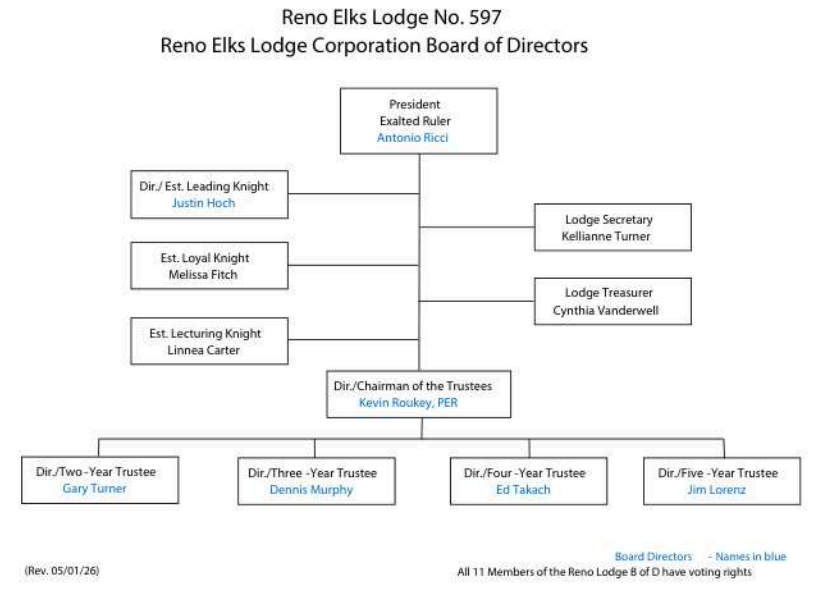 Reno Elks Lodge No. 597
Reno Elks Lodge Corporation Board of Directors
President
Exalted Ruler
Antonio Ricci
Dir./ Est. Leading Knight
Justin Hoch
Lodge Secretary
Kellianne Turner
Est. Loyal Knight
Melissa Fitch
Lodge Treasurer
Cynthia Vanderwell
Est. Lecturing Knight
Linnea Carter
Dir./Chairman of the Trustees
Kevin Roukey, PER
Dir./Two -Year Trustee
Gary Turner
Dir./Three -Year Trustee
Dennis Murphy
Dir./Four -Year Trustee
Ed Takach
Dir./Five -Year Trustee
Jim Lorenz
Board Directors - Names in blue
(Rev. 05/01/26)
All 11 Members of the Reno Lodge B of D have voting rights